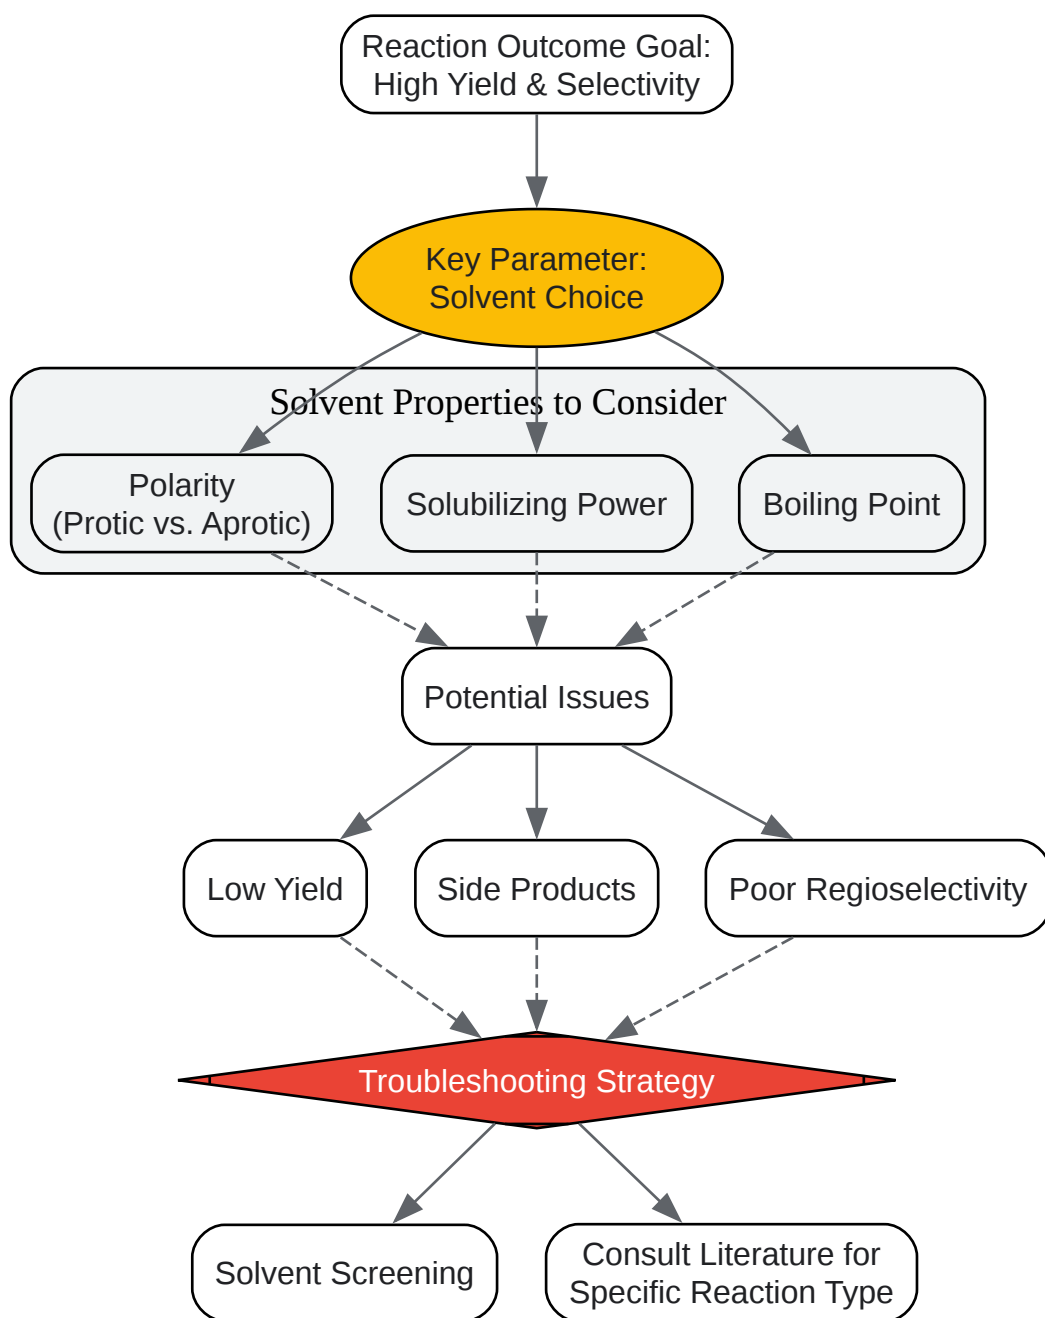 Reaction Outcome Goal:
High Yield & Selectivity
Key Parameter:
Solvent Choice
Solvent Properties to Consider
Polarity
(Protic vs. Aprotic)
Solubilizing Power
Boiling Point
Potential Issues
Low Yield
Side Products
Poor Regioselectivity
Troubleshooting Strategy
Solvent Screening
Consult Literature for
Specific Reaction Type